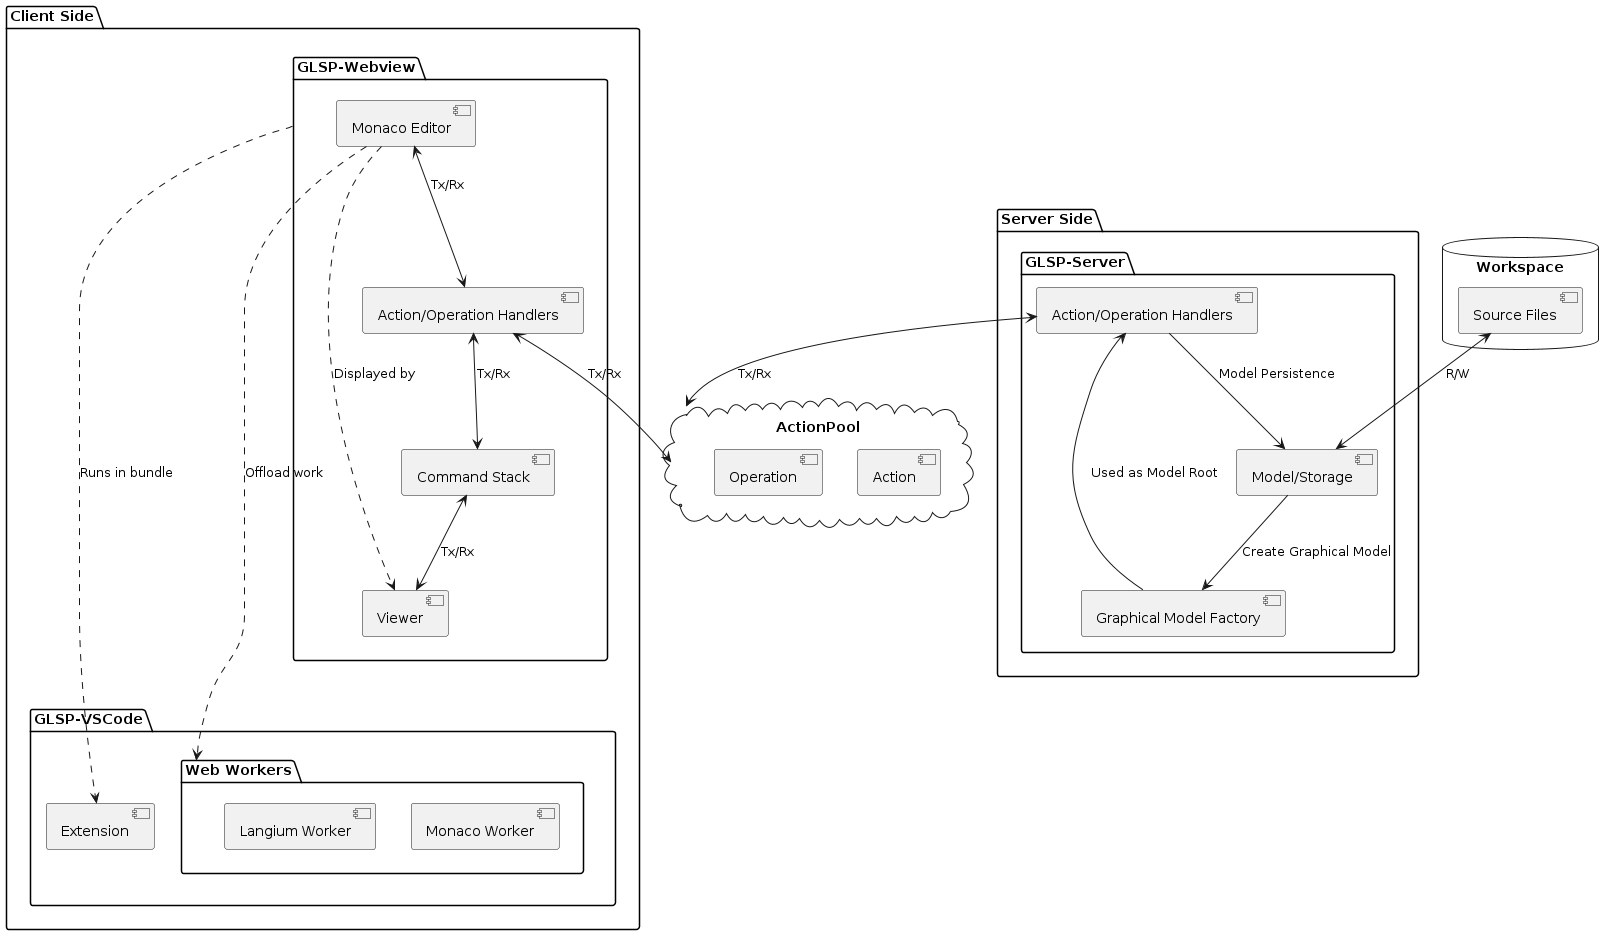 Client Side
GLSP-Webview
Monaco Editor
Tx/Rx
Action/Operation Handlers
Displayed by
Tx/Rx
Tx/Rx
Runs in bundle
Offload work
Command Stack
Tx/Rx
Viewer
GLSP-VSCode
Web Workers
Extension
Langium Worker
Monaco Worker
ActionPool
Operation
Action
Tx/Rx
Server Side
GLSP-Server
Action/Operation Handlers
Model Persistence
Used as Model Root
Model/Storage
Create Graphical Model
Graphical Model Factory
Workspace
Source Files
R/W